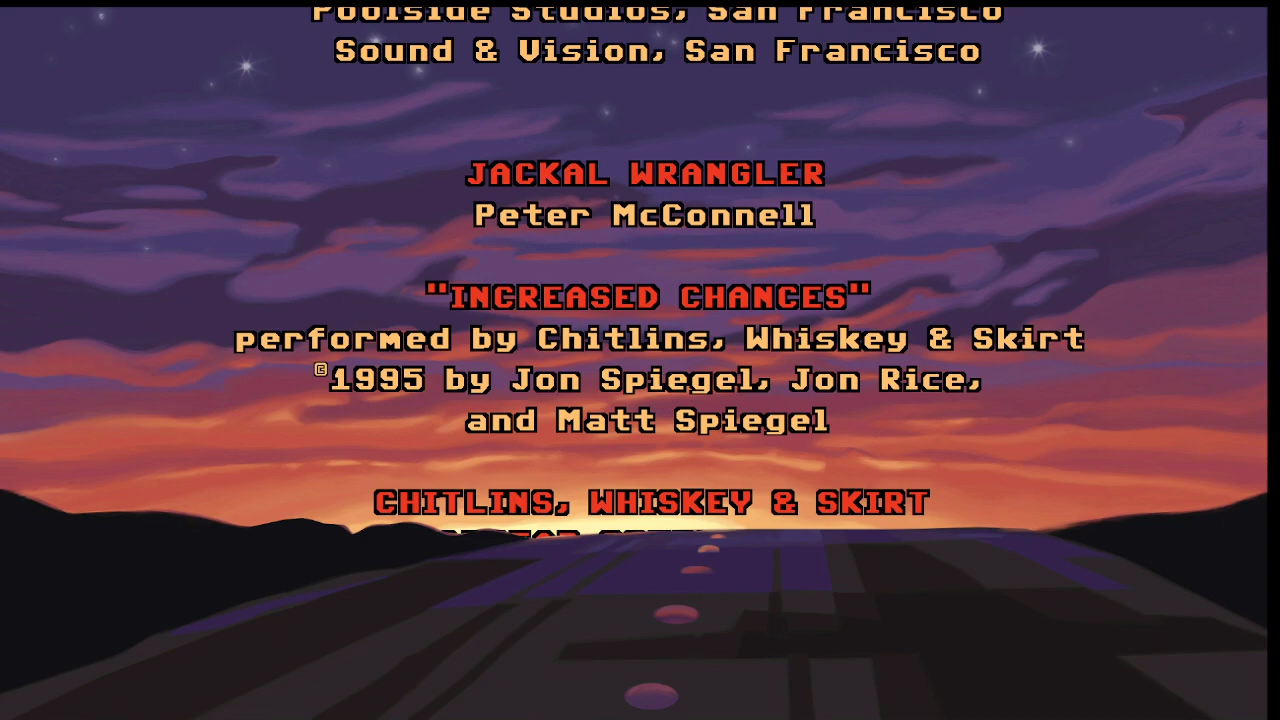 Poolside Studios, San Francisco
Sound & Vision, San Francisco
JACKAL WRANGLER
Peter McConnell
"INCREASED CHANCES"
performed by Chitlins, Whiskey & Skirt
©1995 by Jon Spiegel, Jon Rice,
and Matt Spiegel
CHITLINS, WHISKEY & SKIRT